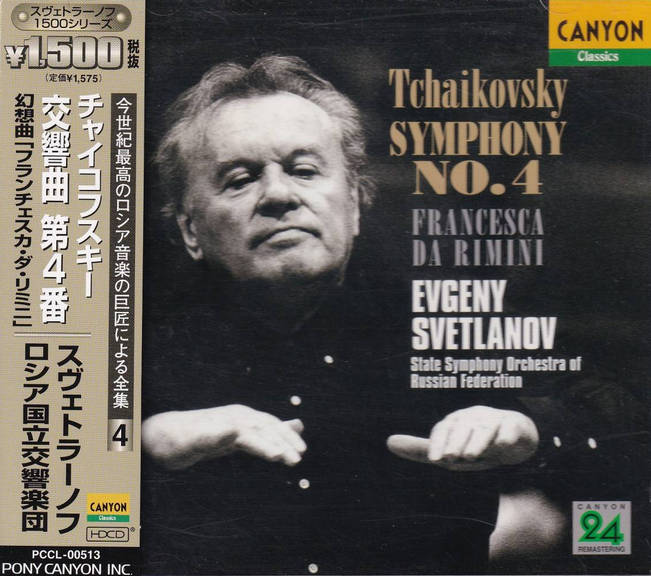 スヴェトラーノフ
1500シリーズ
¥1,500 税抜
(定価¥1,575)
今世紀最高のロシア音楽の巨匠による全集 4
チャイコフスキー
交響曲 第4番
幻想曲「フランチェスカ・ダ・リミニ」
スヴェトラーノフ
ロシア国立交響楽団
CANYON
Classics
HDCD
PCCL-00513
PONY CANYON INC.
CANYON
Classics
Tchaikovsky
SYMPHONY
NO.4
FRANCESCA
DA RIMINI
EVGENY
SVETLANOV
State Symphony Orchestra of
Russian Federation
CANYON
24
REMASTERING